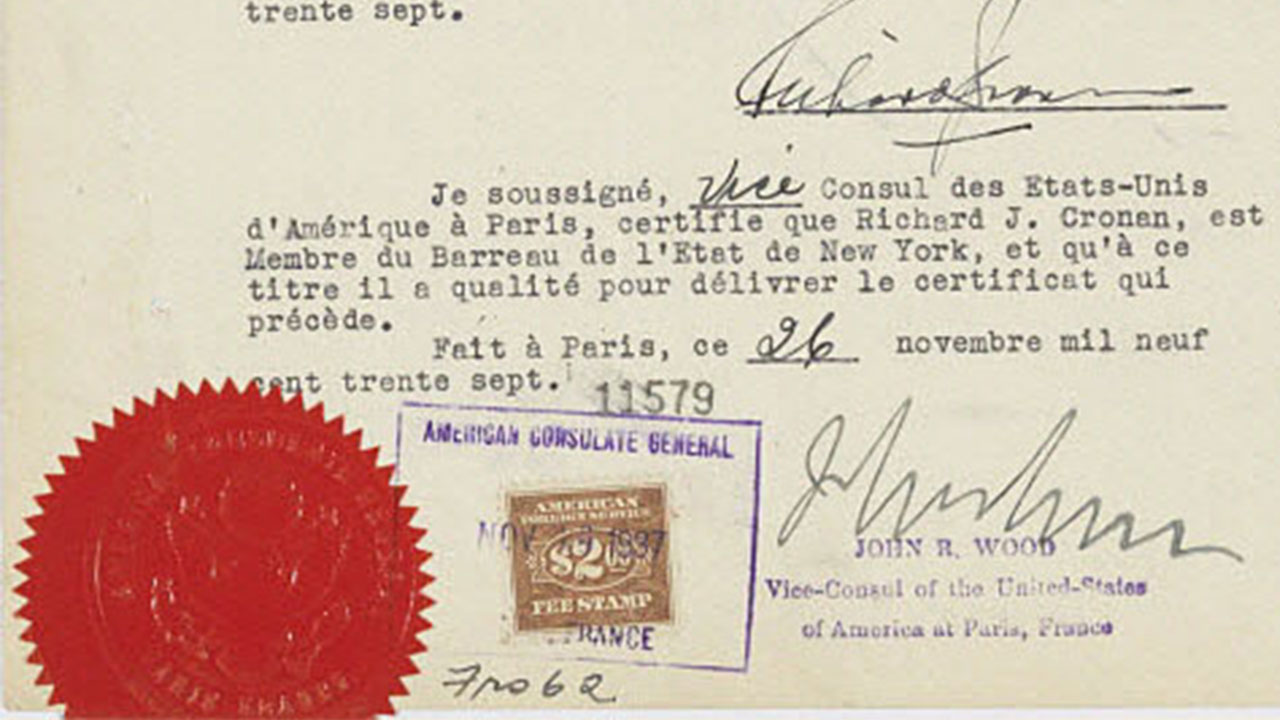 trente sept.
Je soussigné, Vice Consul des Etats-Unis
d'Amérique à Paris, certifie que Richard J. Cronan, est
Membre du Barreau de l'Etat de New York, et qu'à ce
titre il a qualité pour délivrer le certificat qui
précède.
Fait à Paris, ce 26 novembre mil neuf
cent trente sept.
11579
AMERICAN CONSULATE GENERAL
AMERICAN
FOREIGN SERVICE
NOV 1937
$2
FEE STAMP
FRANCE
JOHN R. WOOD
Vice-Consul of the United-States
of America at Paris, France